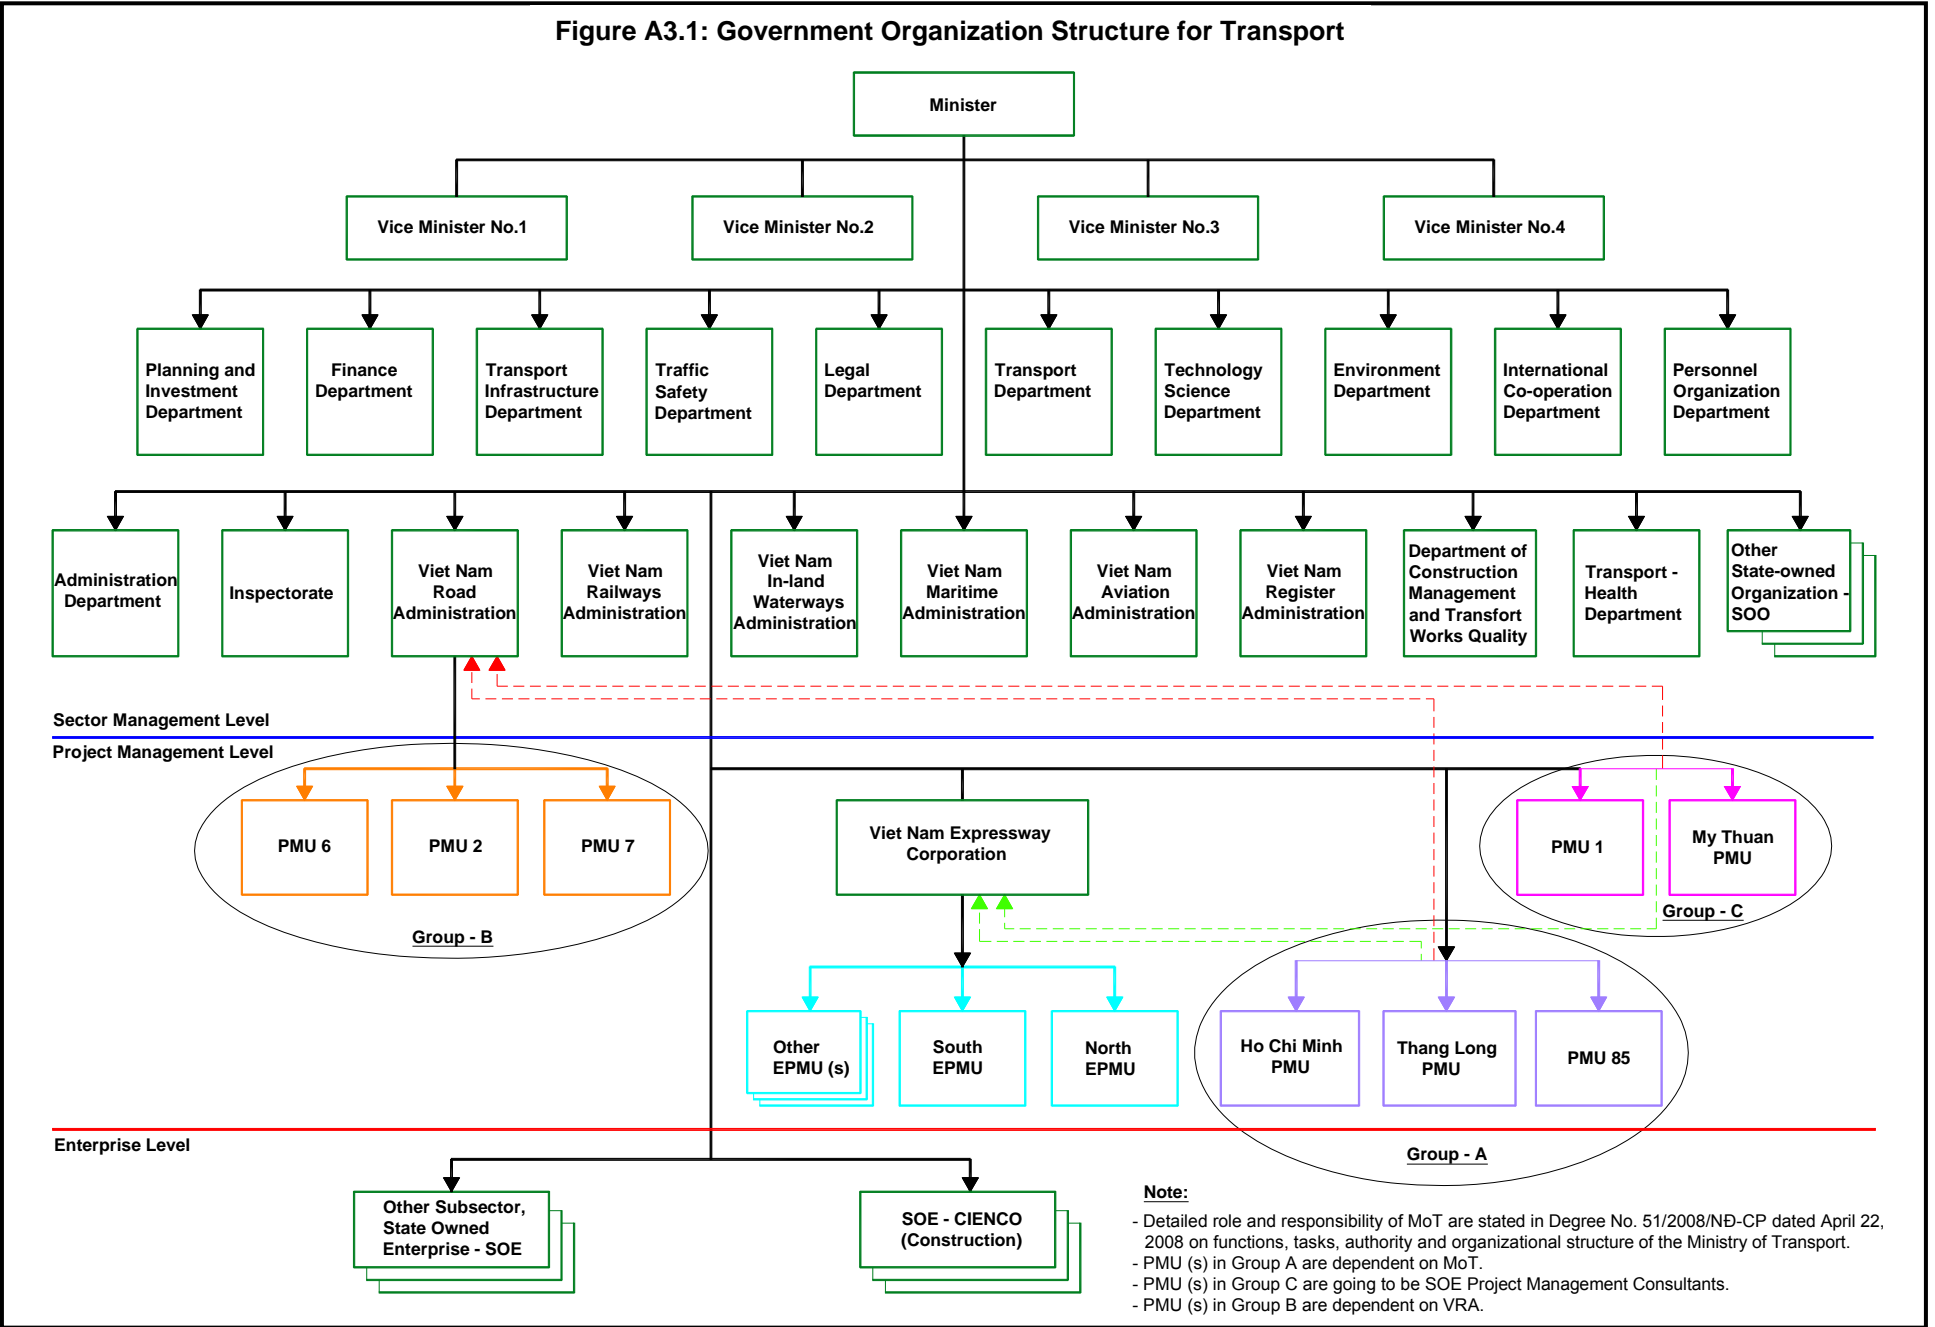 Figure A3.1: Government Organization Structure for Transport
Minister
Vice Minister No.1
Vice Minister No.2
Vice Minister No.3
Vice Minister No.4
Planning and
Investment
Department
Finance
Department
Transport
Infrastructure
Department
Traffic
Safety
Department
Legal
Department
Transport
Department
Technology
Science
Department
Environment
Department
International
Co-operation
Department
Personnel
Organization
Department
Administration
Department
Inspectorate
Viet Nam
Road
Administration
Viet Nam
Railways
Administration
Viet Nam
In-land
Waterways
Administration
Viet Nam
Maritime
Administration
Viet Nam
Aviation
Administration
Viet Nam
Register
Administration
Department of
Construction
Management
and Transfort
Works Quality
Transport -
Health
Department
Other
State-owned
Organization -
SOO
Sector Management Level
Project Management Level
PMU 6
PMU 2
PMU 7
Group - B
Viet Nam Expressway
Corporation
PMU 1
My Thuan
PMU
Group - C
Other
EPMU (s)
South
EPMU
North
EPMU
Ho Chi Minh
PMU
Thang Long
PMU
PMU 85
Group - A
Enterprise Level
Other Subsector,
State Owned
Enterprise - SOE
SOE - CIENCO
(Construction)
Note:
- Detailed role and responsibility of MoT are stated in Degree No. 51/2008/NĐ-CP dated April 22,
2008 on functions, tasks, authority and organizational structure of the Ministry of Transport.
- PMU (s) in Group A are dependent on MoT.
- PMU (s) in Group C are going to be SOE Project Management Consultants.
- PMU (s) in Group B are dependent on VRA.